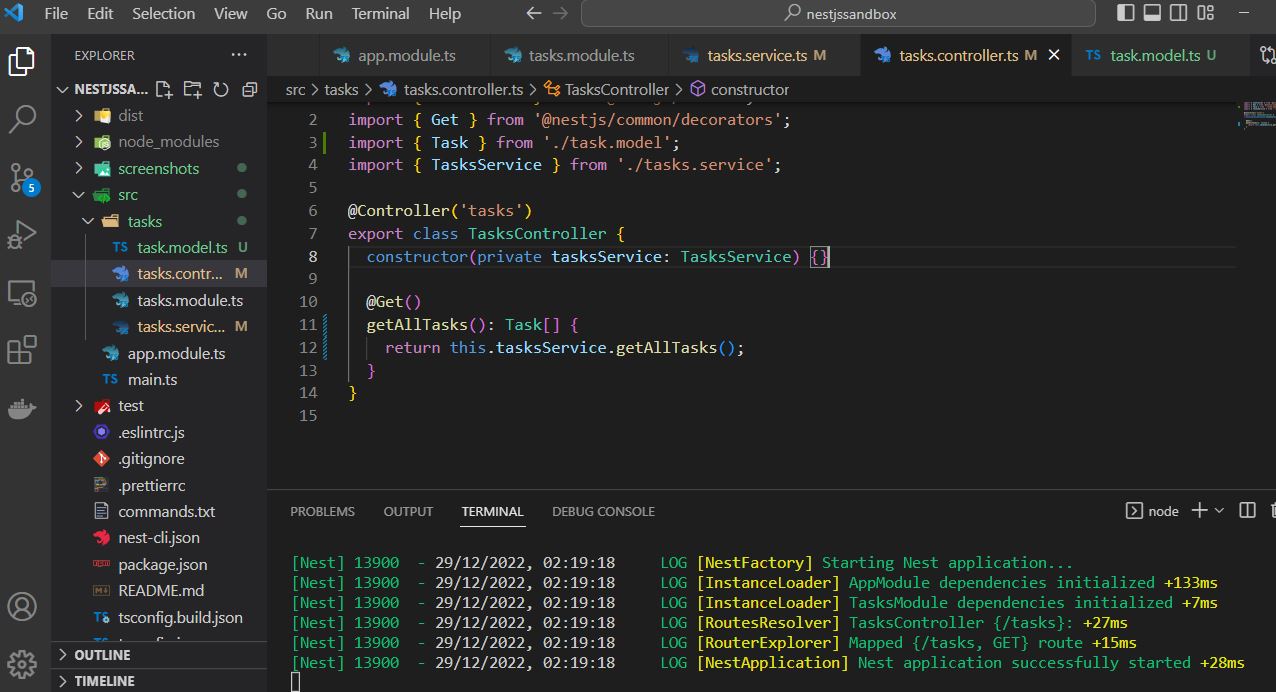 File Edit Selection View Go Run Terminal Help nestjssandbox
EXPLORER ···
app.module.ts tasks.module.ts tasks.service.ts M tasks.controller.ts M TS task.model.ts U
NESTJSSA...
dist
node_modules
screenshots
src
tasks
TS task.model.ts U
tasks.contr... M
tasks.module.ts
tasks.servic... M
app.module.ts
TS main.ts
test
.eslintrc.js
.gitignore
.prettierrc
commands.txt
nest-cli.json
package.json
README.md
TS tsconfig.build.json
OUTLINE
TIMELINE
5
src > tasks > tasks.controller.ts > TasksController > constructor
2 import { Get } from '@nestjs/common/decorators';
3 import { Task } from './task.model';
4 import { TasksService } from './tasks.service';
5
6 @Controller('tasks')
7 export class TasksController {
8 constructor(private tasksService: TasksService) {}
9
10 @Get()
11 getAllTasks(): Task[] {
12 return this.tasksService.getAllTasks();
13 }
14 }
15
PROBLEMS OUTPUT TERMINAL DEBUG CONSOLE node
[Nest] 13900 - 29/12/2022, 02:19:18 LOG [NestFactory] Starting Nest application...
[Nest] 13900 - 29/12/2022, 02:19:18 LOG [InstanceLoader] AppModule dependencies initialized +133ms
[Nest] 13900 - 29/12/2022, 02:19:18 LOG [InstanceLoader] TasksModule dependencies initialized +7ms
[Nest] 13900 - 29/12/2022, 02:19:18 LOG [RoutesResolver] TasksController {/tasks}: +27ms
[Nest] 13900 - 29/12/2022, 02:19:18 LOG [RouterExplorer] Mapped {/tasks, GET} route +15ms
[Nest] 13900 - 29/12/2022, 02:19:18 LOG [NestApplication] Nest application successfully started +28ms